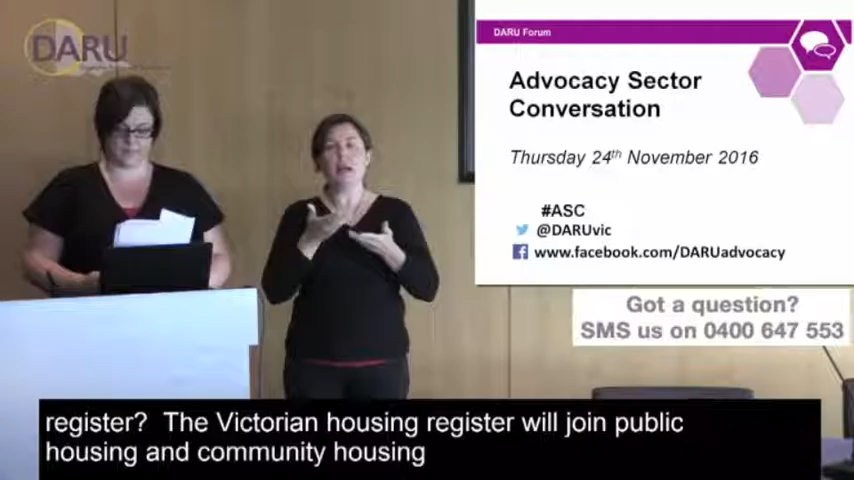 DARU
DARU Forum
Advocacy Sector
Conversation
Thursday 24th November 2016
#ASC
@DARUvic
www.facebook.com/DARUadvocacy
Got a question?
SMS us on 0400 647 553
register?  The Victorian housing register will join public
housing and community housing